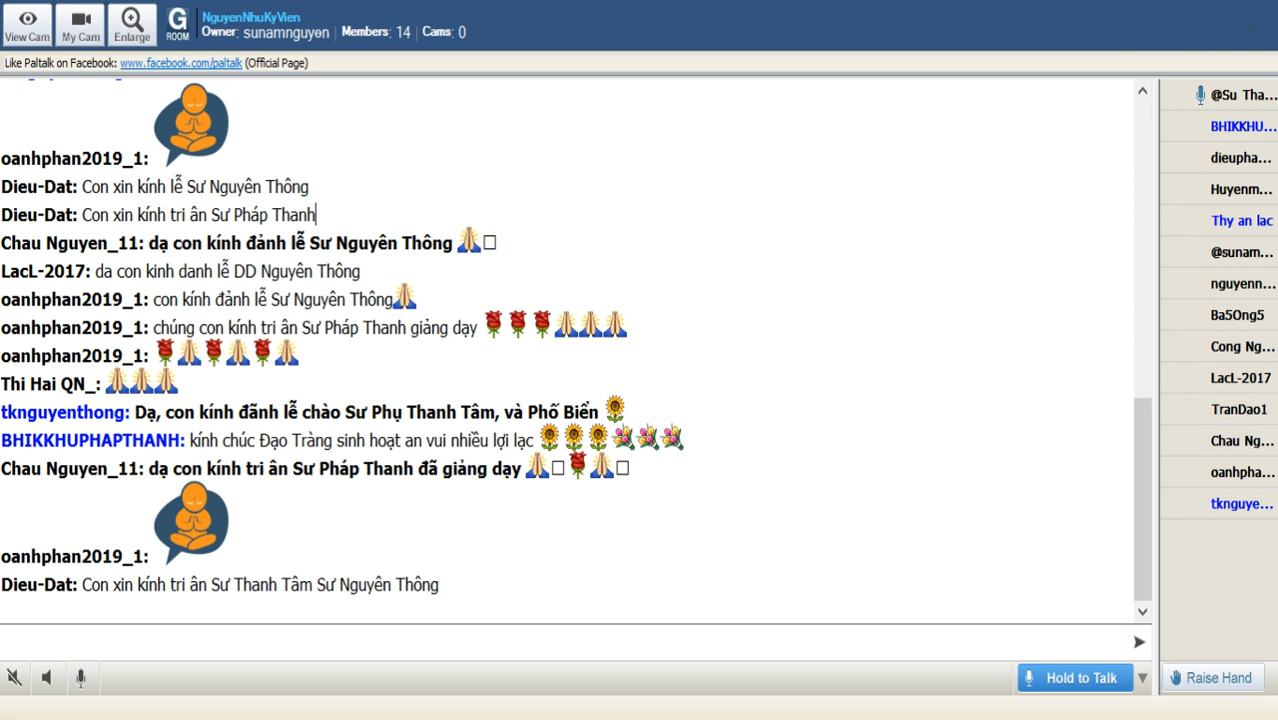 View Cam
My Cam
Enlarge
G
ROOM
NguyenNhuKyVien
Owner: sunamnguyen | Members: 14 | Cams: 0
Like Paltalk on Facebook: www.facebook.com/paltalk (Official Page)
oanhphan2019_1:
Dieu-Dat: Con xin kính lễ Sư Nguyên Thông
Dieu-Dat: Con xin kính tri ân Sư Pháp Thanh
Chau Nguyen_11: dạ con kính đảnh lễ Sư Nguyên Thông 🙏
LacL-2017: da con kinh danh lễ DD Nguyên Thông
oanhphan2019_1: con kính đảnh lễ Sư Nguyên Thông🙏
oanhphan2019_1: chúng con kính tri ân Sư Pháp Thanh giảng dạy 🌹🌹🌹🙏🙏🙏
oanhphan2019_1: 🌹🙏🌹🙏🌹🙏
Thi Hai QN_: 🙏🙏🙏
tknguyenthong: Dạ, con kính đãnh lễ chào Sư Phụ Thanh Tâm, và Phố Biển 🌻
BHIKKHUPHAPTHANH: kính chúc Đạo Tràng sinh hoạt an vui nhiều lợi lạc 🌻🌻🌻💐💐💐
Chau Nguyen_11: dạ con kính tri ân Sư Pháp Thanh đã giảng dạy 🙏🌹🙏
oanhphan2019_1:
Dieu-Dat: Con xin kính tri ân Sư Thanh Tâm Sư Nguyên Thông
@Su Tha...
BHIKKHU...
dieupha...
Huyenm...
Thy an lac
@sunam...
nguyenn...
Ba5Ong5
Cong Ng...
LacL-2017
TranDao1
Chau Ng...
oanhpha...
tknguye...
Hold to Talk
Raise Hand